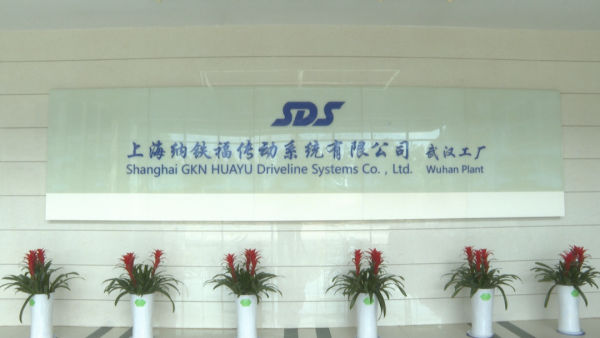 SDS
上海纳铁福传动系统有限公司 武汉工厂
Shanghai GKN HUAYU Driveline Systems Co., Ltd. Wuhan Plant